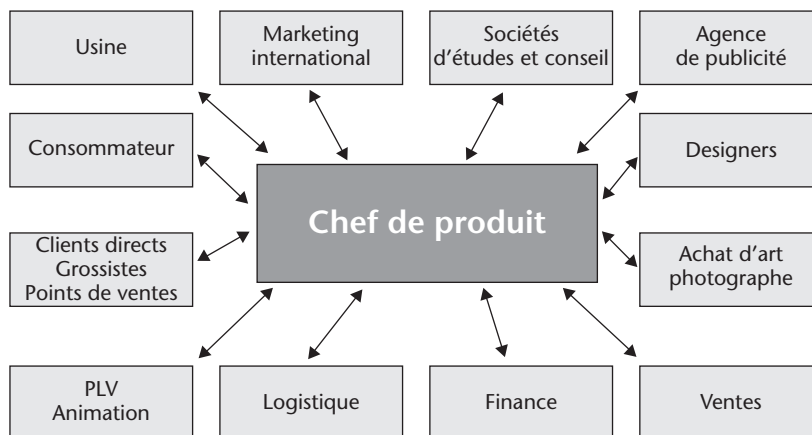 Usine
Marketing
international
Sociétés
d'études et conseil
Agence
de publicité
Consommateur
Designers
Chef de produit
Clients directs
Grossistes
Points de ventes
Achat d'art
photographe
PLV
Animation
Logistique
Finance
Ventes